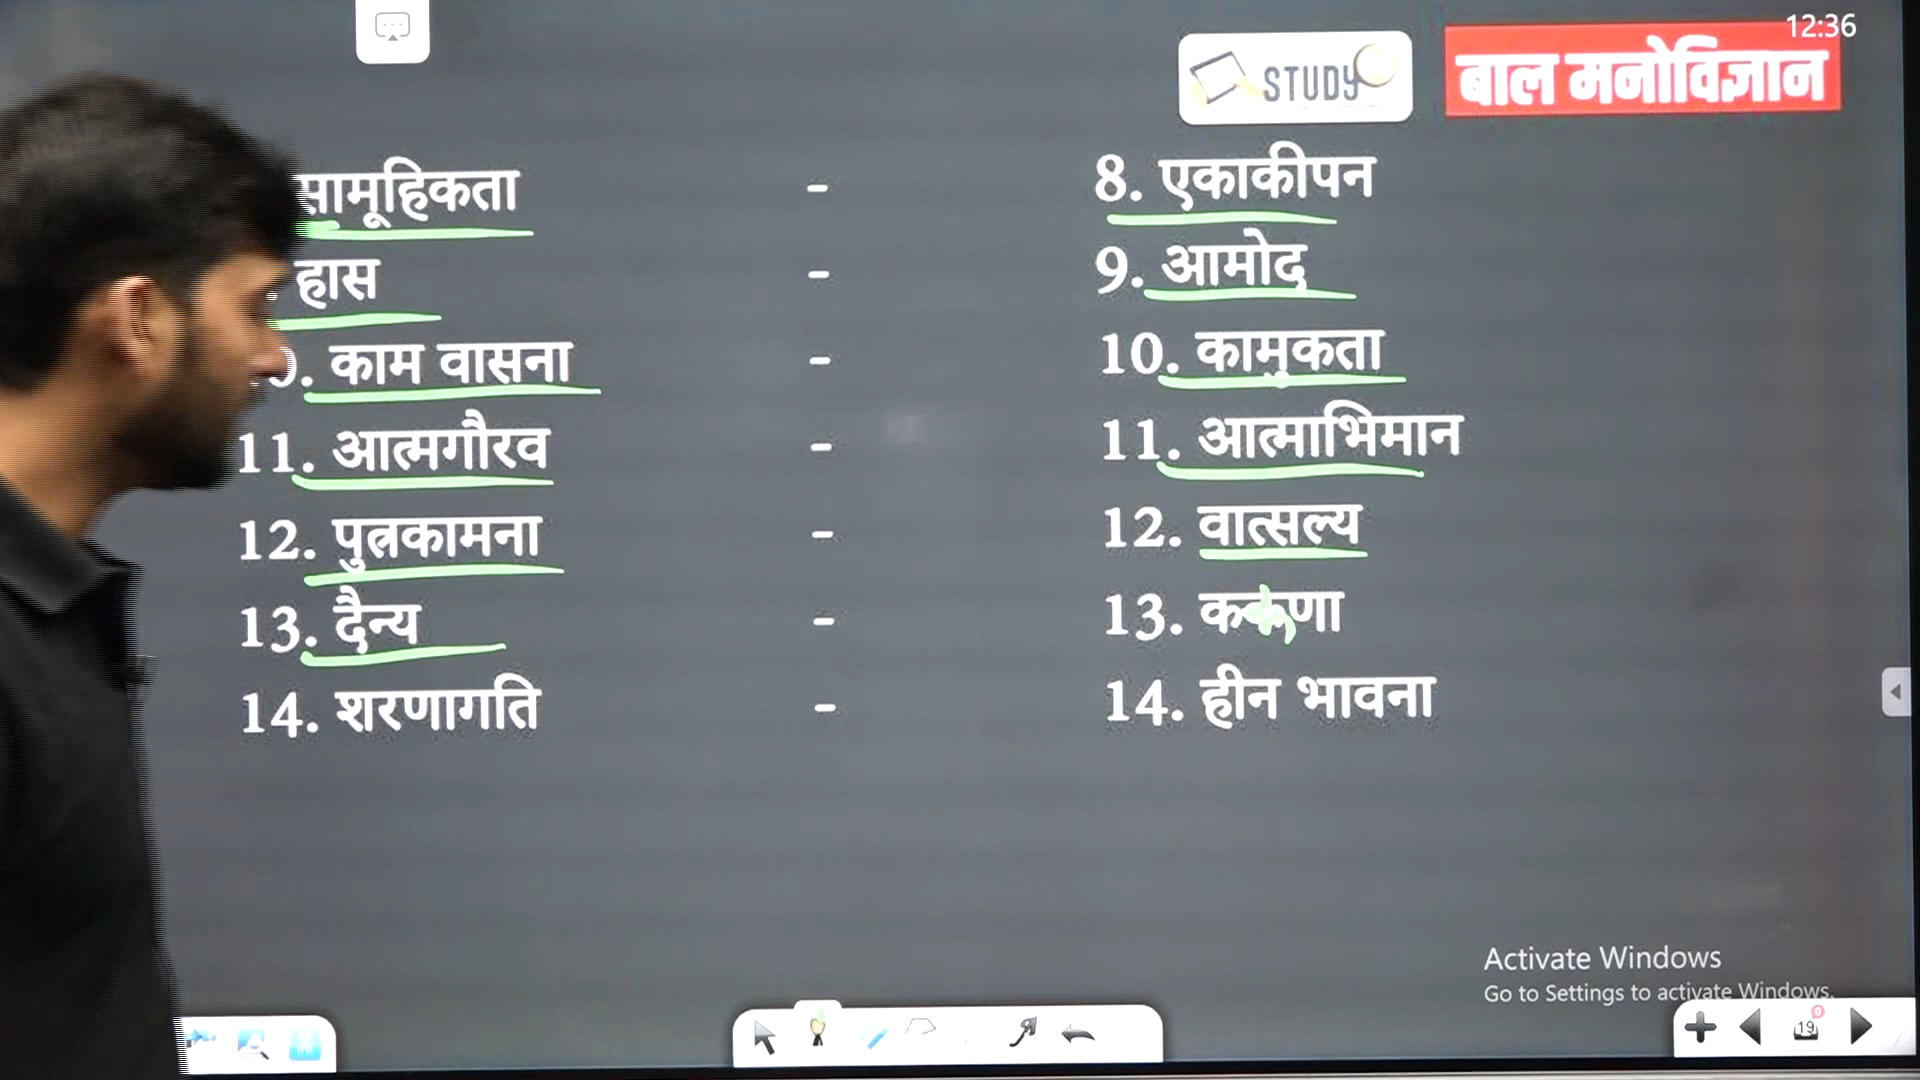 12:36
STUDY
बाल मनोविज्ञान
सामूहिकता - 8. एकाकीपन
हास - 9. आमोद
0. काम वासना - 10. कामुकता
11. आत्मगौरव - 11. आत्माभिमान
12. पुत्रकामना - 12. वात्सल्य
13. दैन्य - 13. करूणा
14. शरणागति - 14. हीन भावना
Activate Windows
Go to Settings to activate Windows.
19